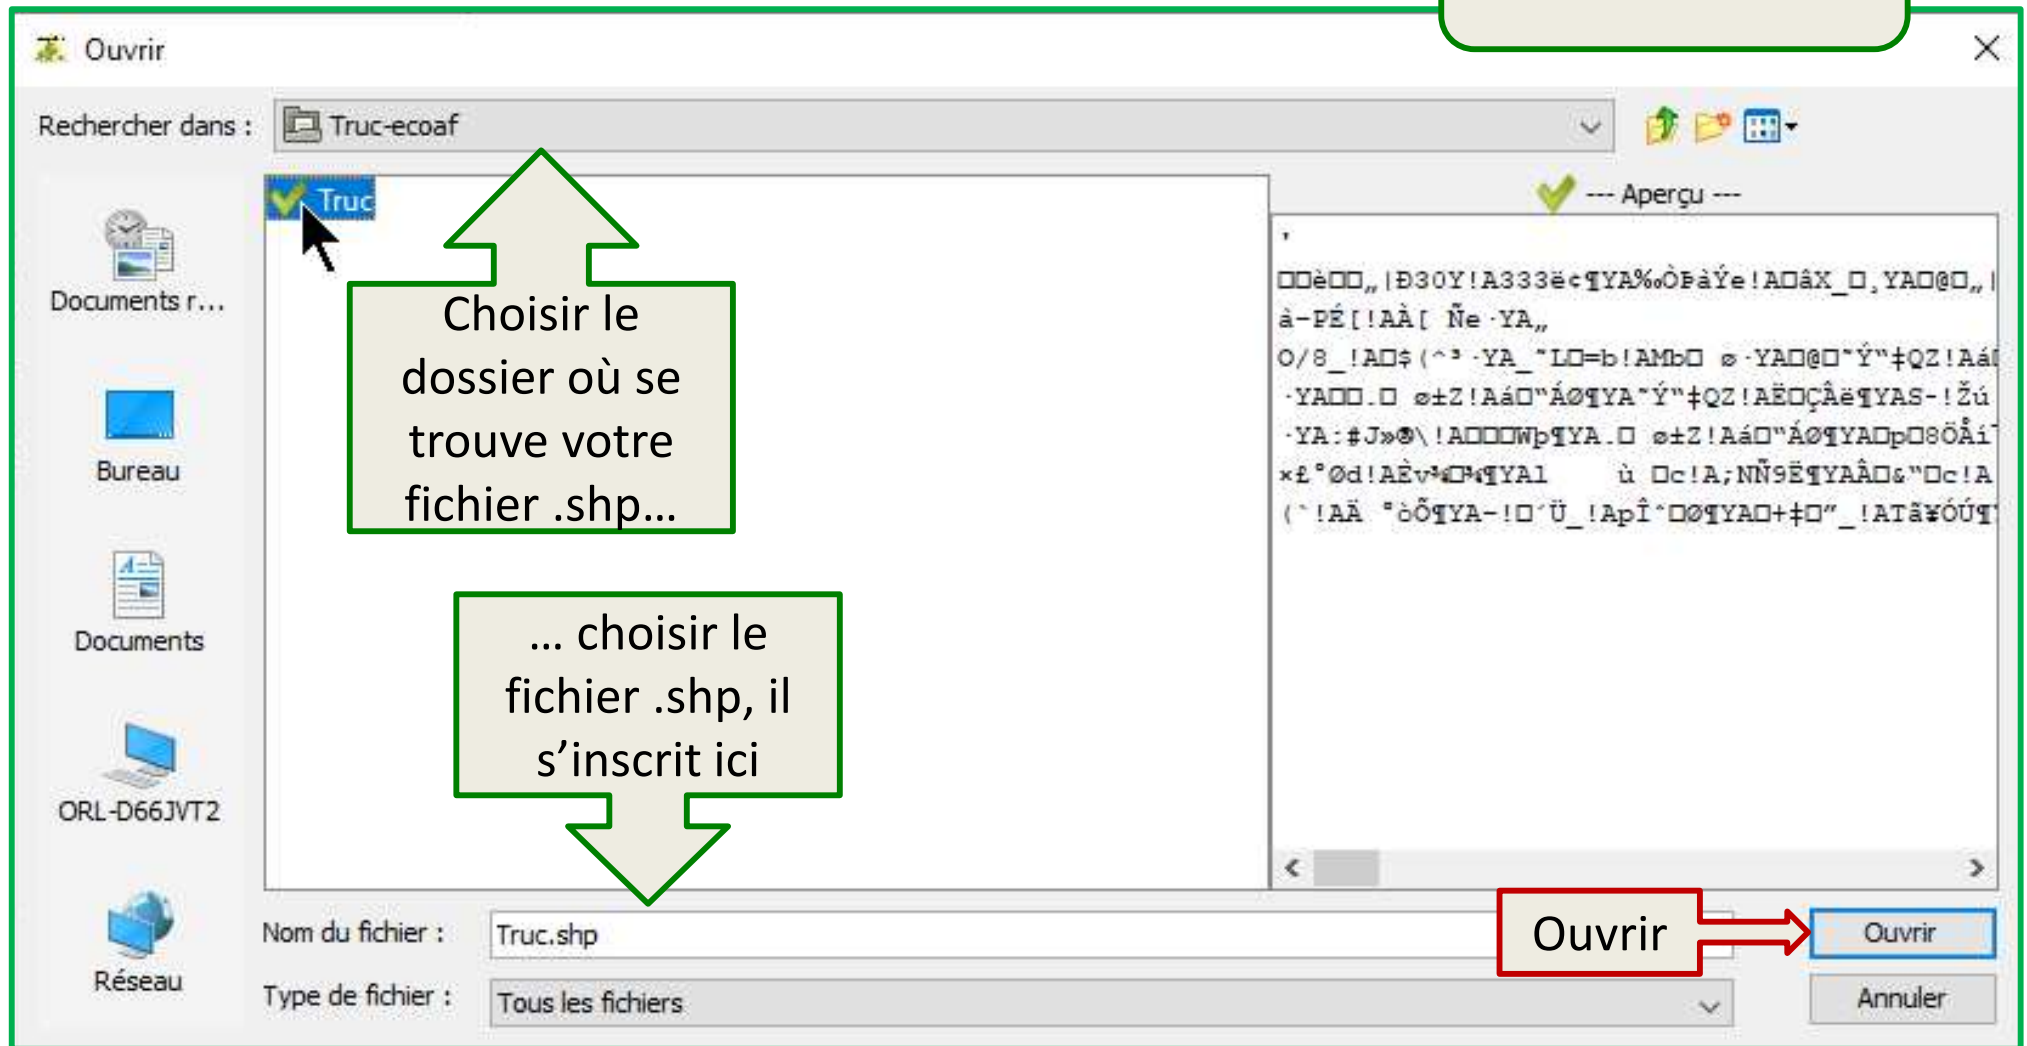 Ouvrir
Rechercher dans :
Truc-ecoaf
Truc
--- Aperçu ---
Documents r...
Bureau
Documents
ORL-D66JVT2
Réseau
Choisir le
dossier où se
trouve votre
fichier .shp…
… choisir le
fichier .shp, il
s’inscrit ici
Nom du fichier :
Truc.shp
Ouvrir
Ouvrir
Type de fichier :
Tous les fichiers
Annuler